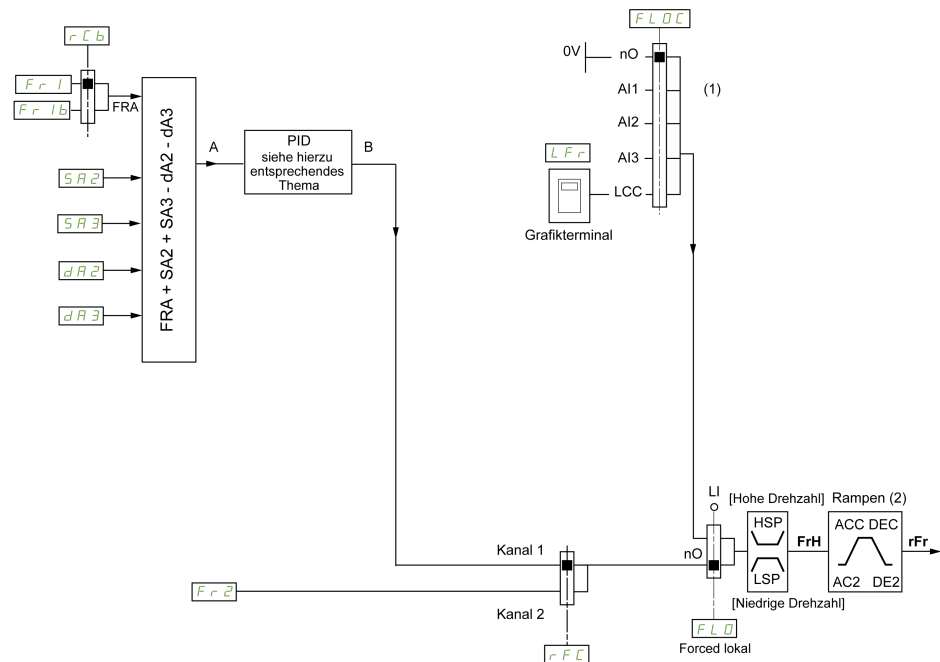 rCb
Fr1
Fr1b
FRA
SA2
SA3
dA2
dA3
FRA + SA2 + SA3 - dA2 - dA3
A
PID
siehe hierzu
entsprechendes
Thema
B
FLOC
0V
nO
AI1
(1)
AI2
AI3
LFr
LCC
Grafikterminal
LI
[Hohe Drehzahl]
Rampen (2)
HSP
LSP
FrH
ACC DEC
AC2 DE2
rFr
[Niedrige Drehzahl]
Kanal 1
nO
Fr2
Kanal 2
FLO
Forced lokal
rFC